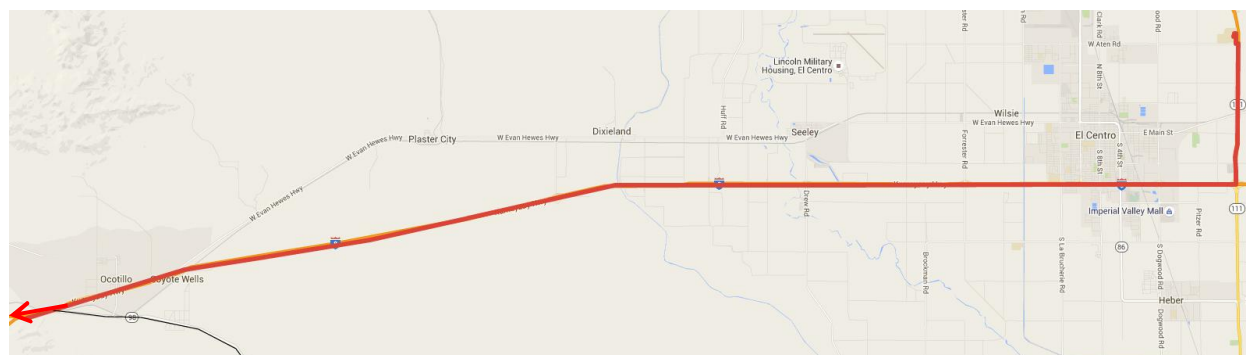 Clark Rd
W Aten Rd
Lincoln Military
Housing, El Centro
N 8th St
Huff Rd
Wilsie
W Evan Hewes Hwy
Dixieland
Seeley
Plaster City
W Evan Hewes Hwy
W Evan Hewes Hwy
W Evan Hewes Hwy
W Evan Hewes Hwy
Forrester Rd
El Centro
E Main St
S 8th St
S 4th St
Drew Rd
Imperial Valley Mall
111
Pitzer Rd
86
S La Brucherie Rd
S Dogwood Rd
Brockman Rd
Ocotillo
Coyote Wells
98
Heber
Dogwood Rd